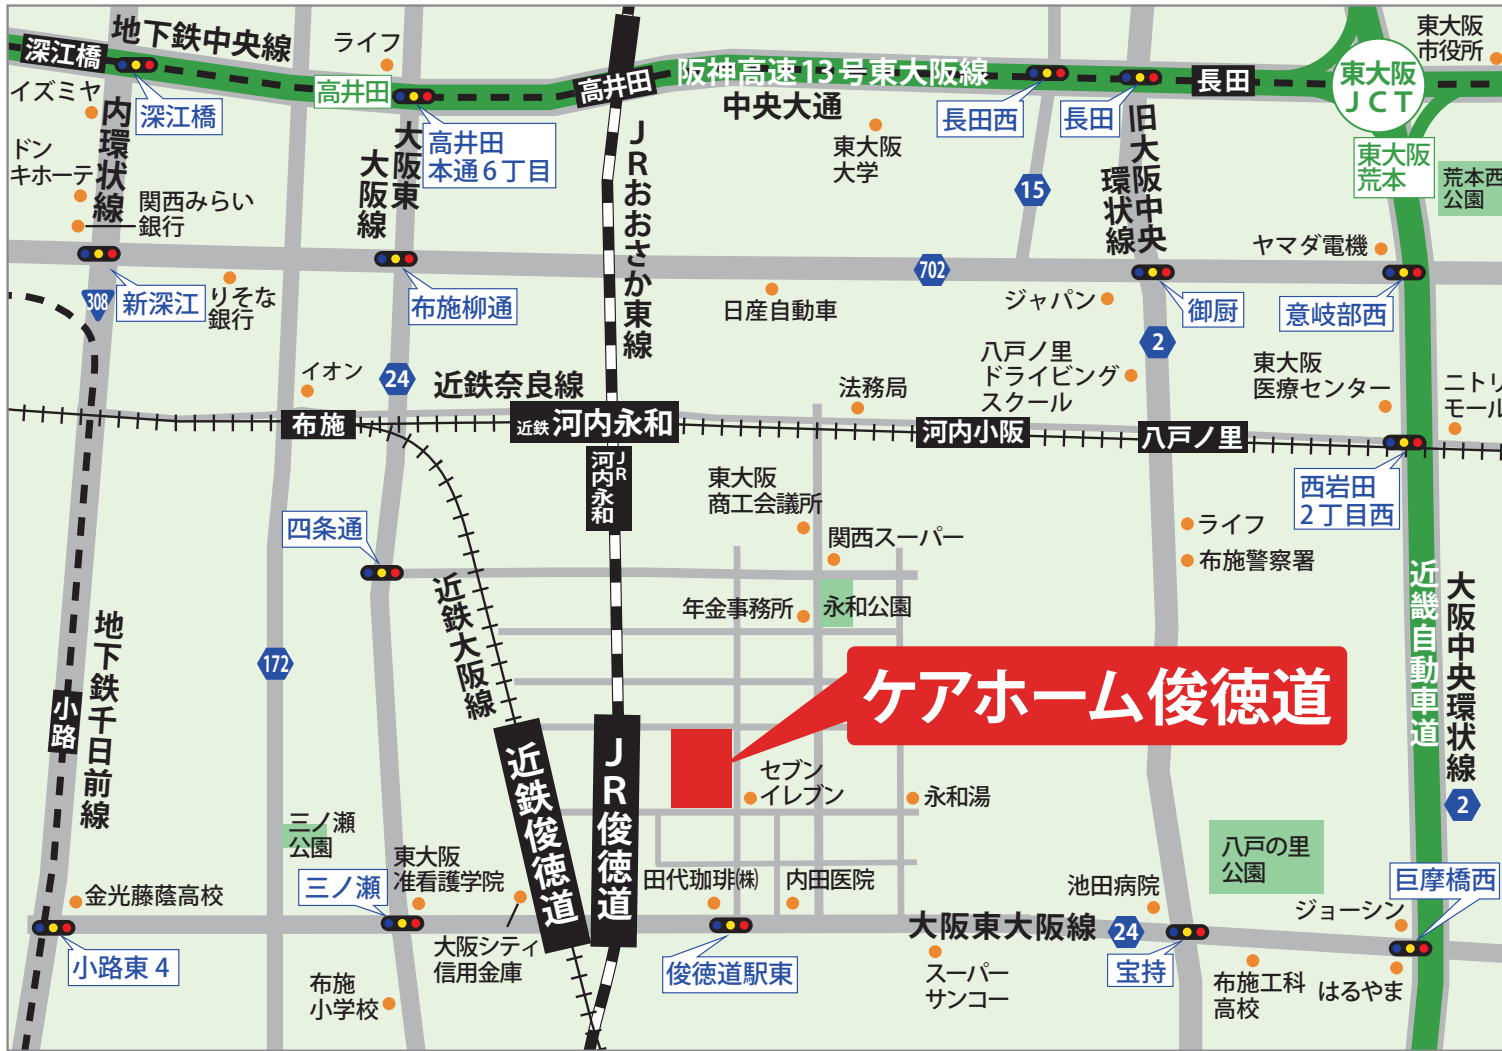 地下鉄中央線
深江橋
ライフ
高井田
高井田
阪神高速13号東大阪線
中央大通
長田
東大阪
JCT
東大阪
市役所
イズミヤ
深江橋
内環状線
高井田
本通6丁目
大阪東
大阪線
JRおおさか東線
東大阪
大学
長田西
長田
旧大阪中央
環状線
15
東大阪
荒本
荒本西
公園
ドン
キホーテ
関西みらい
銀行
新深江
308
りそな
銀行
布施柳通
702
日産自動車
ジャパン
御厨
ヤマダ電機
意岐部西
2
イオン
24
近鉄奈良線
法務局
八戸ノ里
ドライビング
スクール
東大阪
医療センター
ニトリ
モール
布施
近鉄 河内永和
河内小阪
八戸ノ里
JR
河内永和
東大阪
商工会議所
西岩田
2丁目西
四条通
関西スーパー
ライフ
布施警察署
近鉄大阪線
年金事務所
永和公園
近畿自動車道
大阪中央環状線
2
地下鉄千日前線
小路
172
ケアホーム俊徳道
近鉄俊徳道
JR俊徳道
セブン
イレブン
永和湯
三ノ瀬
公園
東大阪
准看護学院
三ノ瀬
金光藤蔭高校
小路東4
田代珈琲㈱
内田医院
池田病院
八戸の里
公園
巨摩橋西
ジョーシン
大阪東大阪線
24
大阪シティ
信用金庫
俊徳道駅東
スーパー
サンコー
宝持
布施工科
高校
はるやま
布施
小学校